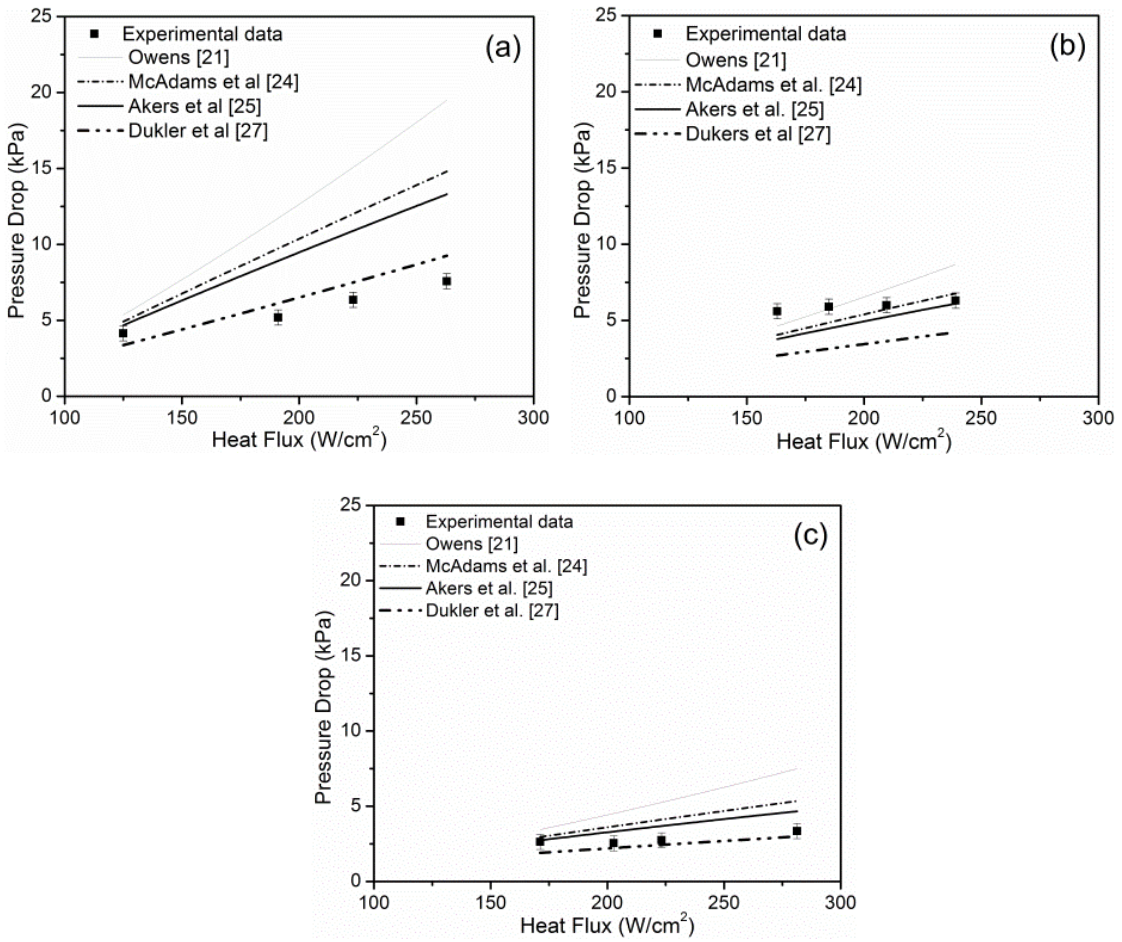 (a)
Experimental data
Owens [21]
McAdams et al [24]
Akers et al [25]
Dukler et al [27]
Pressure Drop (kPa)
25
20
15
10
5
0
100 150 200 250 300
Heat Flux (W/cm²)
(b)
Experimental data
Owens [21]
McAdams et al. [24]
Akers et al. [25]
Dukers et al [27]
Pressure Drop (kPa)
25
20
15
10
5
0
100 150 200 250 300
Heat Flux (W/cm²)
(c)
Experimental data
Owens [21]
McAdams et al. [24]
Akers et al. [25]
Dukler et al. [27]
Pressure Drop (kPa)
25
20
15
10
5
0
100 150 200 250 300
Heat Flux (W/cm²)